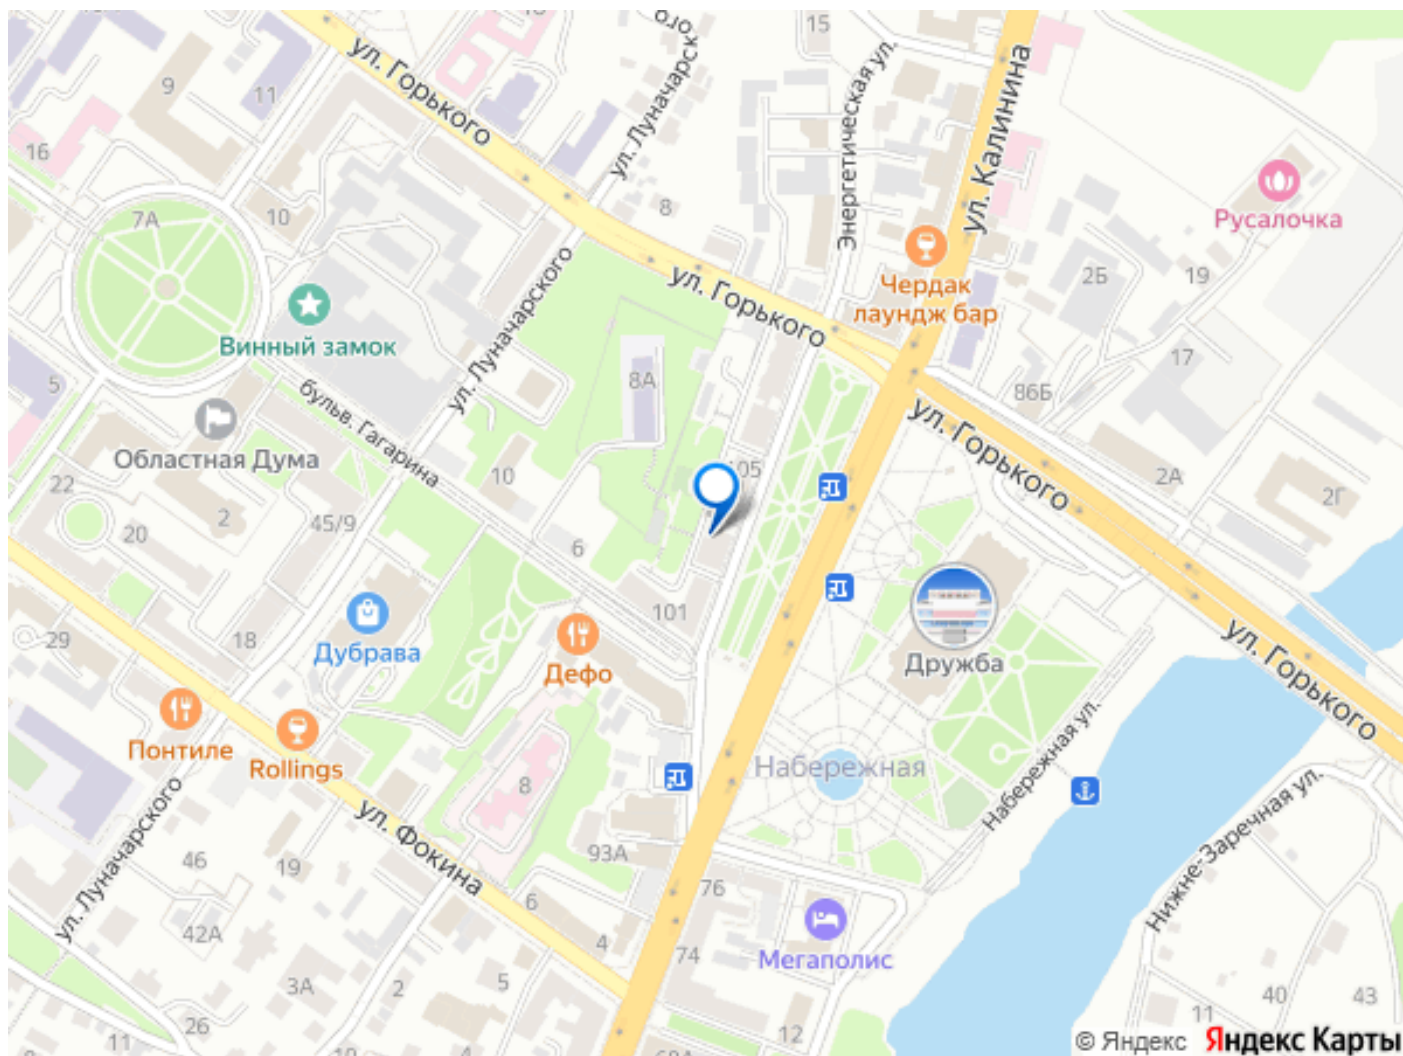 15
ул. Горького
ул. Луначарского
Энергетическая ул.
ул. Калинина
9
11
16
10
7А
8
Русалочка
19
2Б
Чердак
лаундж бар
ул. Горького
17
Винный замок
ул. Луначарского
5
8А
86Б
бульв. Гагарина
ул. Горького
Областная Дума
105
10
2А
2Г
22
20
2
45/9
6
101
29
18
Дубрава
Дефо
Дружба
ул. Горького
Понтиле
Rollings
8
Набережная
Набережная ул.
ул. Луначарского
ул. Фокина
46
19
93А
76
6
4
42А
74
Мегаполис
Нижне-Заречная ул.
3А
2
5
26
11
12
68А
11
40
43
© Яндекс Яндекс Карты